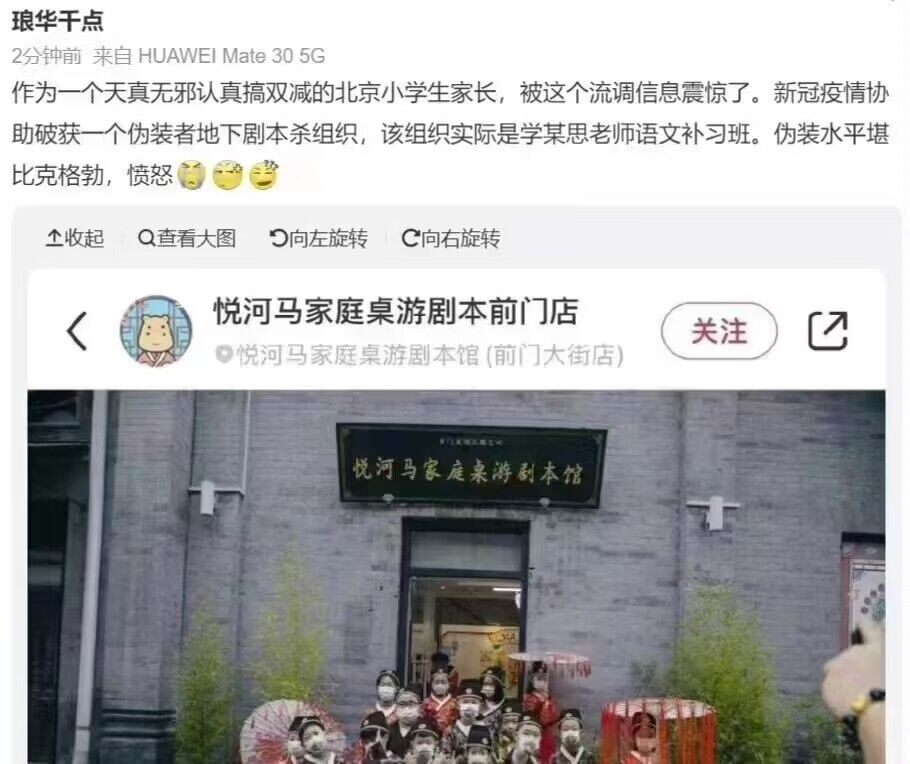 琅华千点
2分钟前 来自 HUAWEI Mate 30 5G
作为一个天真无邪认真搞双减的北京小学生家长，被这个流调信息震惊了。新冠疫情协
助破获一个伪装者地下剧本杀组织，该组织实际是学某思老师语文补习班。伪装水平堪
比克格勃，愤怒
收起 查看大图 向左旋转 向右旋转
悦河马家庭桌游剧本前门店
关注
悦河马家庭桌游剧本馆 (前门大街店)
悦河马家庭桌游剧本馆